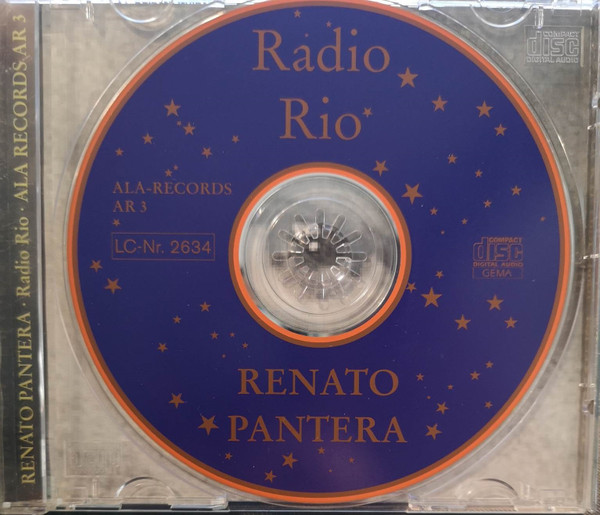 RENATO PANTERA · Radio Rio · ALA RECORDS AR 3
Radio
Rio
ALA-RECORDS
AR 3
LC-Nr. 2634
COMPACT
disc
DIGITAL AUDIO
GEMA
RENATO
PANTERA
COMPACT
disc
DIGITAL AUDIO